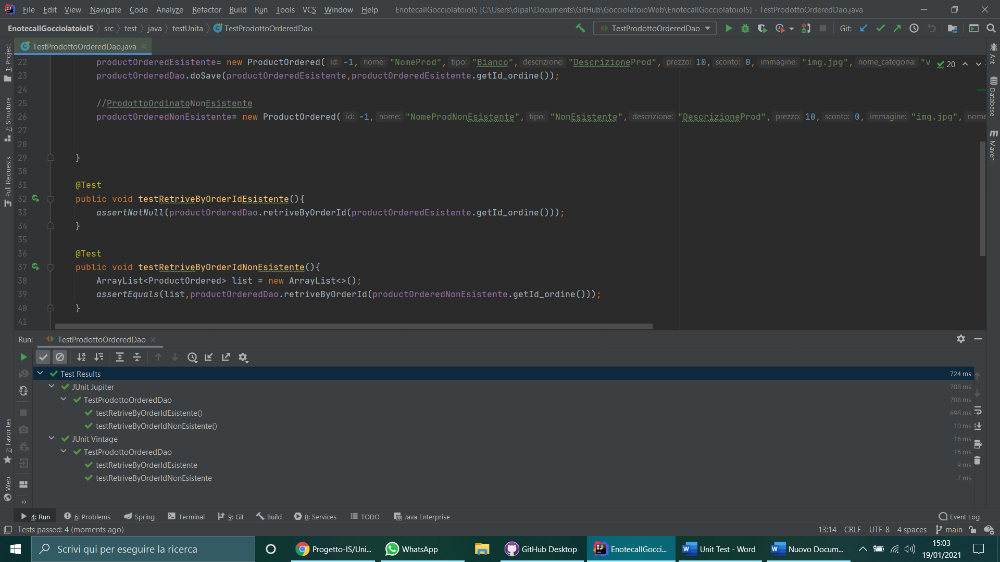 File Edit View Navigate Code Analyze Refactor Build Run Tools VCS Window Help EnotecaIlGocciolatoioIS [C:\Users\dipal\Documents\GitHub\GocciolatoioWeb\EnotecaIlGocciolatoioIS] - TestProdottoOrderedDao.java
EnotecaIlGocciolatoioIS src test java testUnita TestProdottoOrderedDao TestProdottoOrderedDao Git:
TestProdottoOrderedDao.java
22 productOrderedEsistente= new ProductOrdered( id: -1, nome: "NomeProd", tipo: "Bianco", descrizione: "DescrizioneProd", prezzo: 10, sconto: 0, immagine: "img.jpg", nome_categoria: "v 20
23 productOrderedDao.doSave(productOrderedEsistente,productOrderedEsistente.getId_ordine());
24
25 //ProdottoOrdinatoNonEsistente
26 productOrderedNonEsistente= new ProductOrdered( id: -1, nome: "NomeProdNonEsistente", tipo: "NonEsistente", descrizione: "DescrizioneProd", prezzo: 10, sconto: 0, immagine: "img.jpg", nome
27
28
29 }
30
31 @Test
32 public void testRetriveByOrderIdEsistente(){
33 assertNotNull(productOrderedDao.retriveByOrderId(productOrderedEsistente.getId_ordine()));
34 }
35
36 @Test
37 public void testRetriveByOrderIdNonEsistente(){
38 ArrayList<ProductOrdered> list = new ArrayList<>();
39 assertEquals(list,productOrderedDao.retriveByOrderId(productOrderedNonEsistente.getId_ordine()));
40 }
41
1: Project
7: Structure
Pull Requests
2: Favorites
Web
Ant
Database
Maven
Run: TestProdottoOrderedDao
Test Results 724 ms
JUnit Jupiter 708 ms
TestProdottoOrderedDao 708 ms
testRetriveByOrderIdEsistente() 698 ms
testRetriveByOrderIdNonEsistente() 10 ms
JUnit Vintage 16 ms
TestProdottoOrderedDao 16 ms
testRetriveByOrderIdEsistente 9 ms
testRetriveByOrderIdNonEsistente 7 ms
4: Run 6: Problems Spring Terminal 9: Git Build 8: Services TODO Java Enterprise Event Log
Tests passed: 4 (moments ago) 13:14 CRLF UTF-8 4 spaces main
Scrivi qui per eseguire la ricerca Progetto-IS/Uni... WhatsApp GitHub Desktop EnotecaIlGocci... Unit Test - Word Nuovo Docum... 15:03
19/01/2021